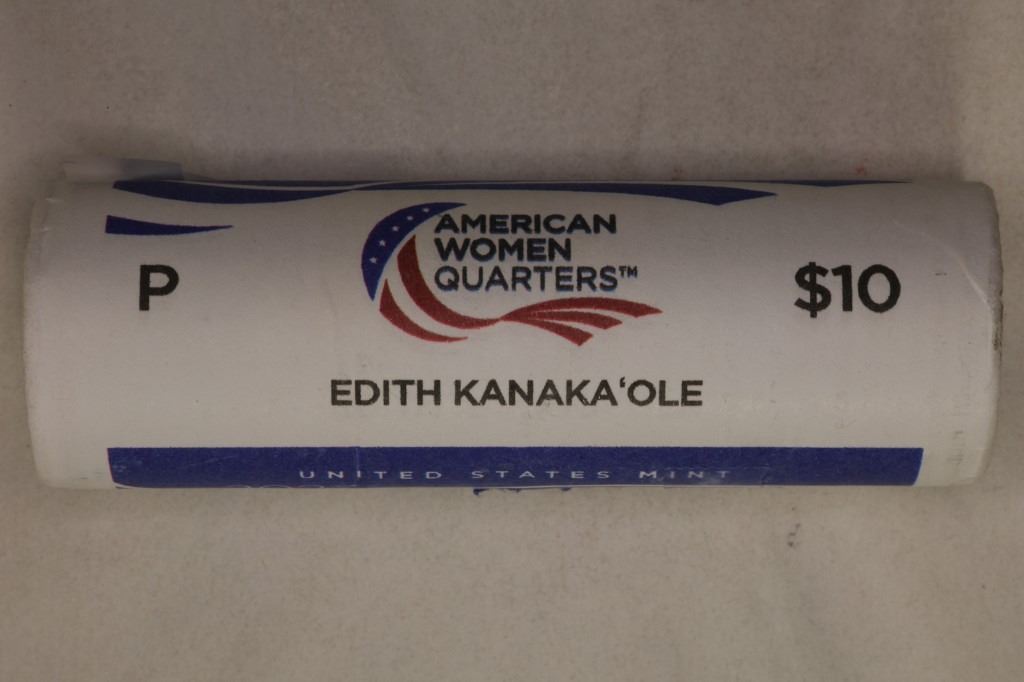 AMERICAN
WOMEN
QUARTERS™
P
$10
EDITH KANAKA‘OLE
UNITED STATES MINT